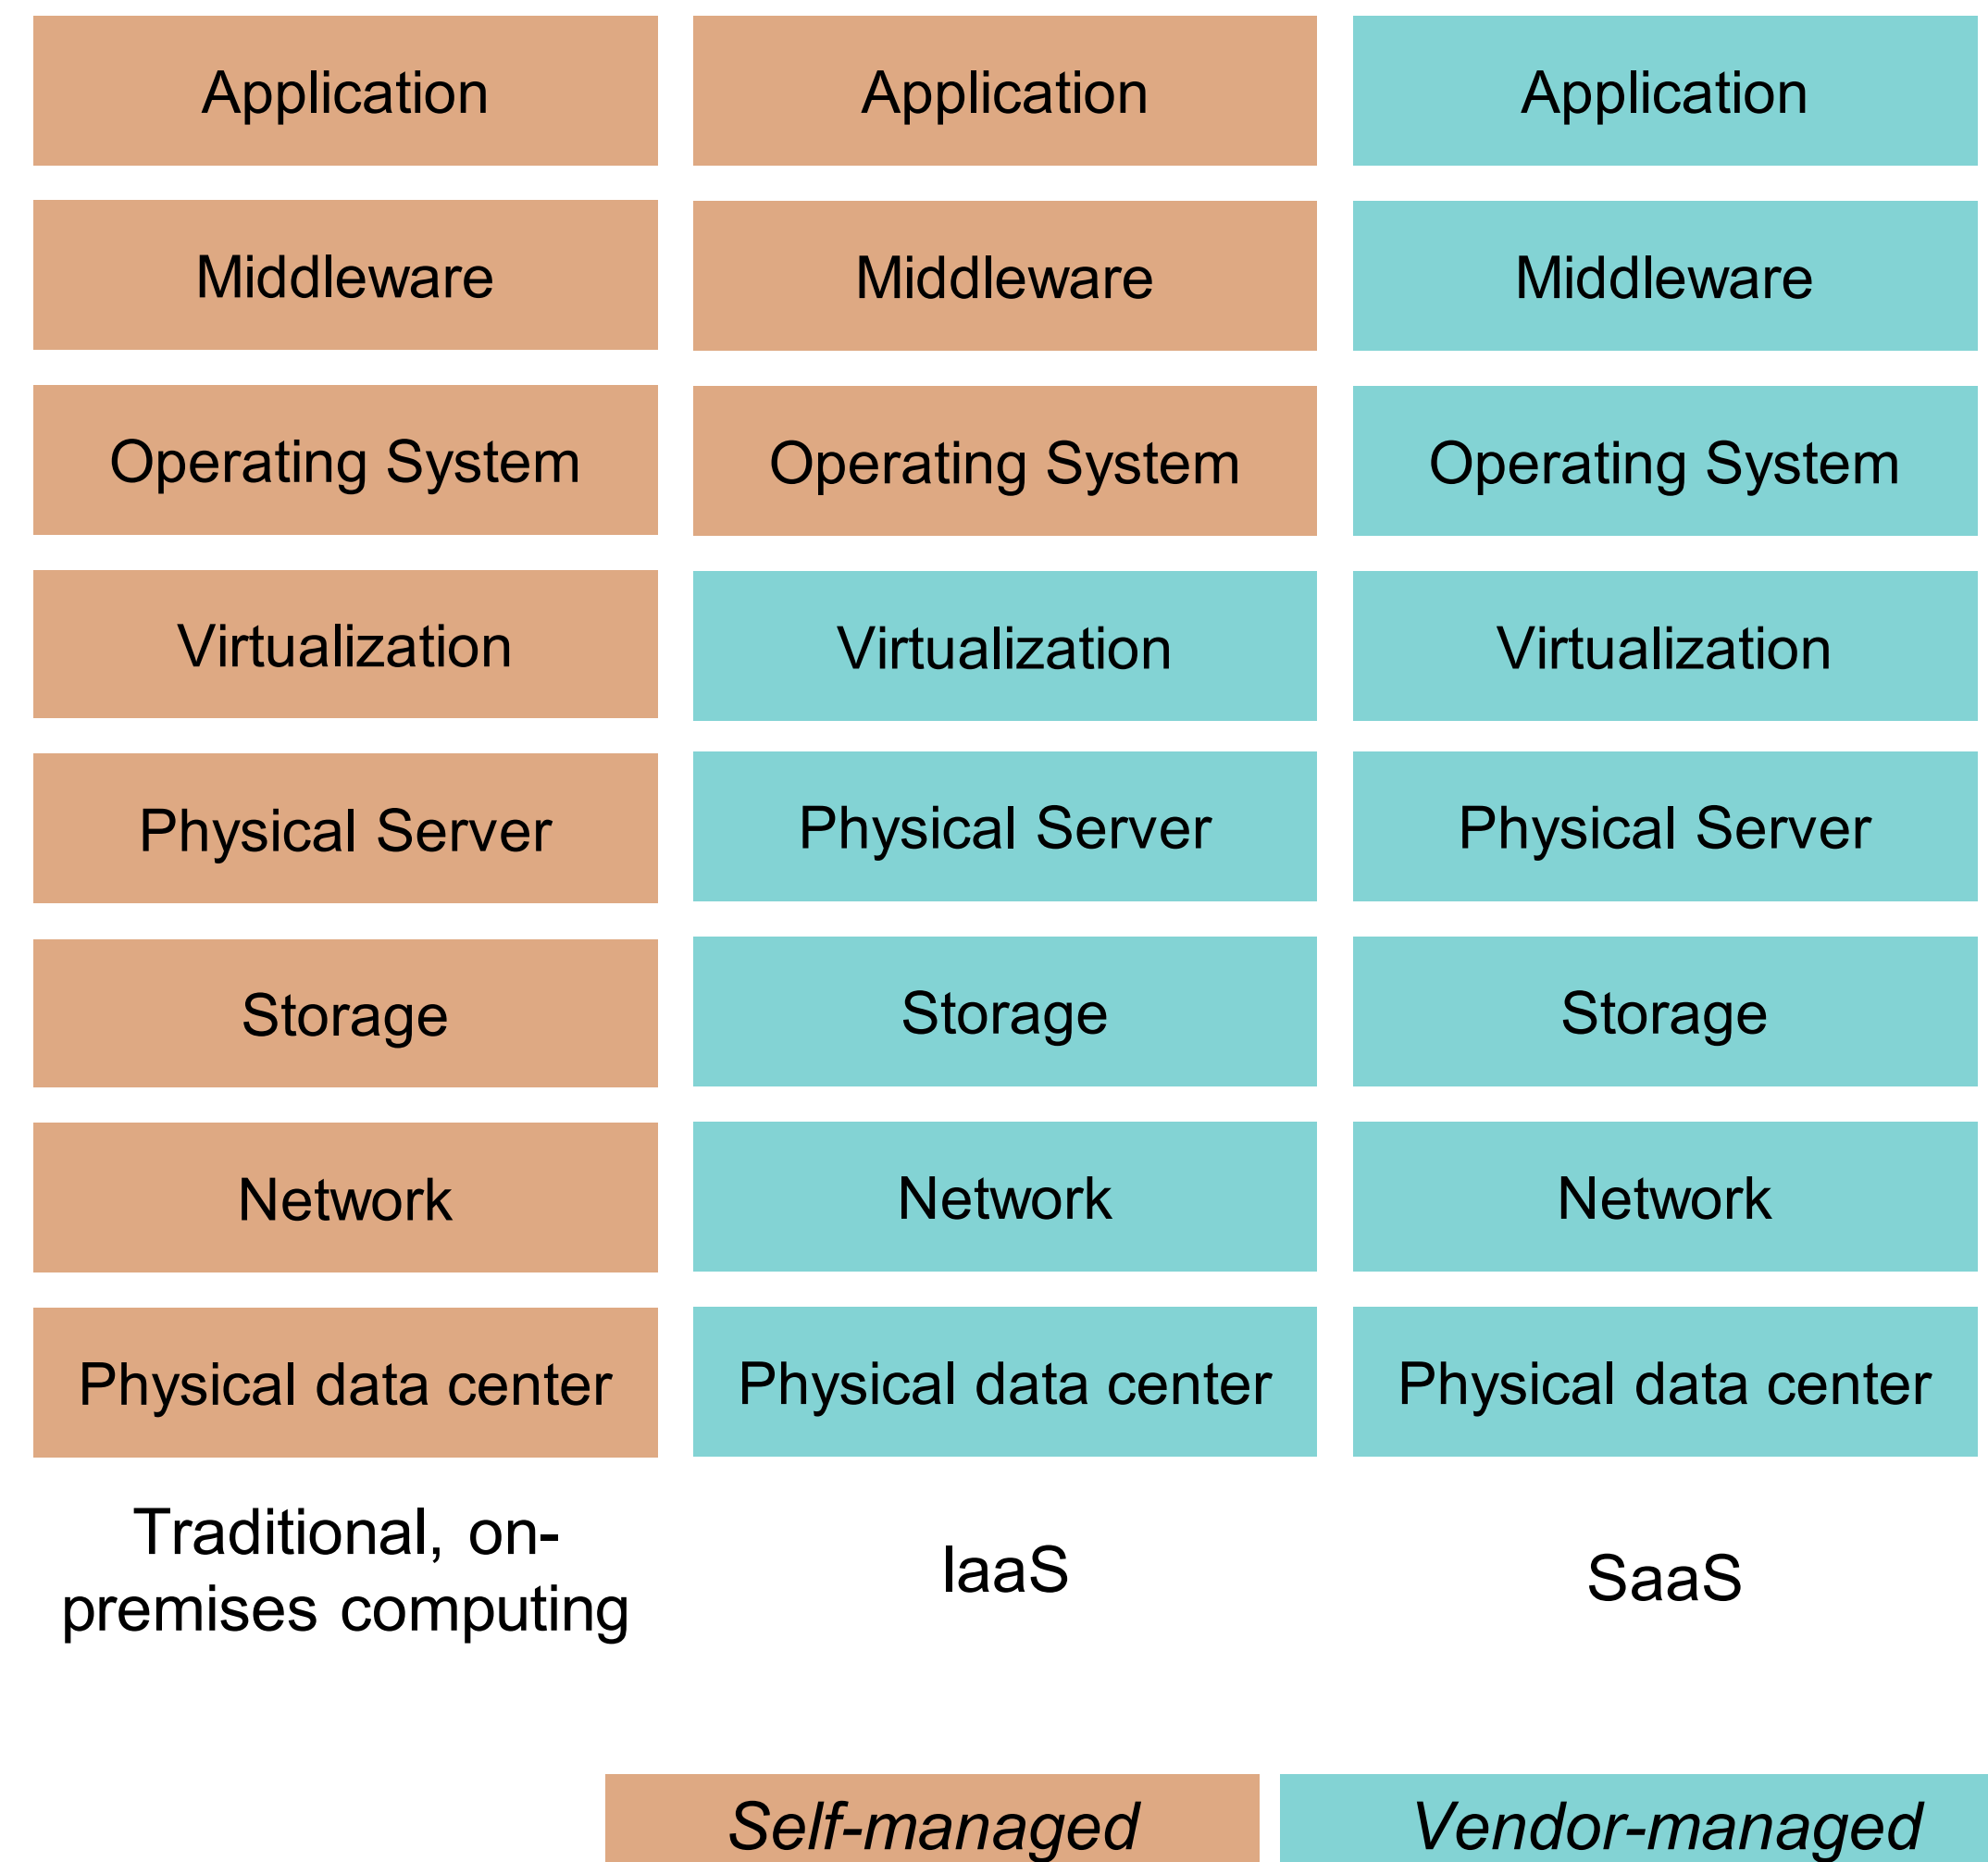 Application Application Application
Middleware Middleware Middleware
Operating System Operating System Operating System
Virtualization Virtualization Virtualization
Physical Server Physical Server Physical Server
Storage Storage Storage
Network Network Network
Physical data center Physical data center Physical data center
Traditional, on-
premises computing
IaaS
SaaS
Self-managed Vendor-managed